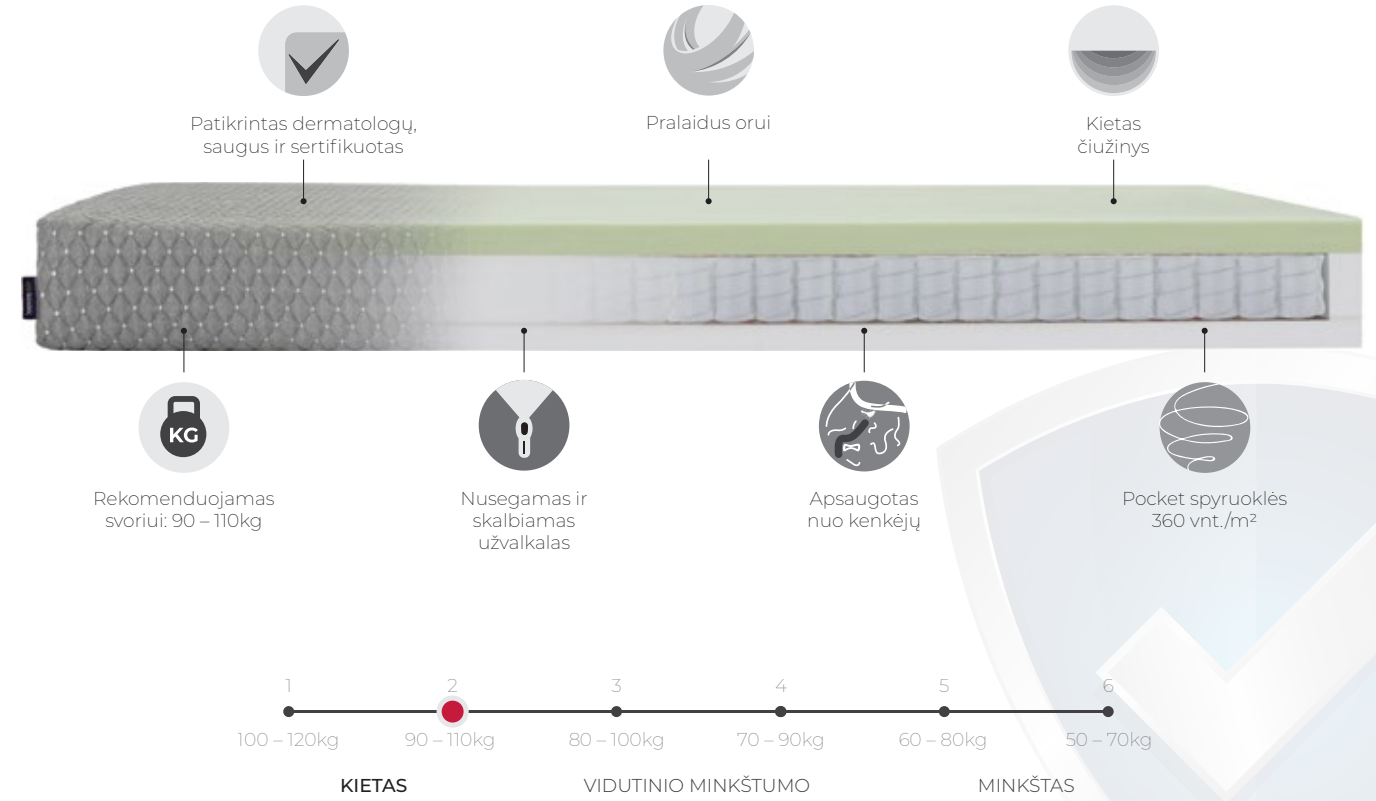 Patikrintas dermatologų,
saugus ir sertifikuotas
Pralaidus orui
Kietas
čiužinys
KG
Rekomenduojamas
svoriui: 90 – 110kg
Nusegamas ir
skalbiamas
užvalkalas
Apsaugotas
nuo kenkėjų
Pocket spyruoklės
360 vnt./m²
1 2 3 4 5 6
100 – 120kg 90 – 110kg 80 – 100kg 70 – 90kg 60 – 80kg 50 – 70kg
KIETAS VIDUTINIO MINKŠTUMO MINKŠTAS